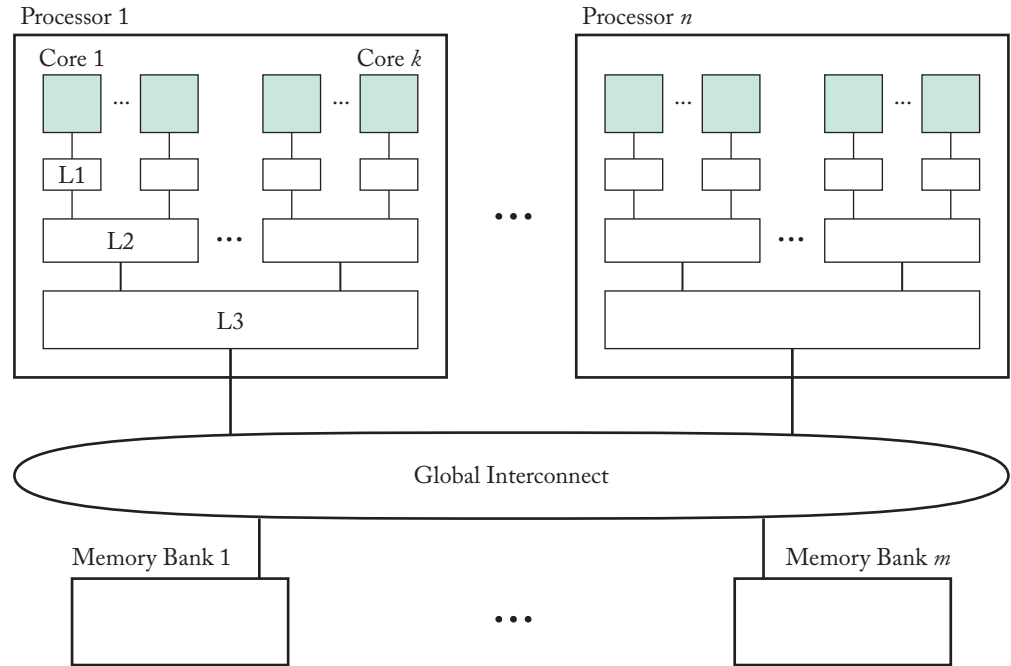 Processor 1
Processor n
Core 1
Core k
...
...
...
...
L1
...
L2
...
...
L3
Global Interconnect
Memory Bank 1
Memory Bank m
...